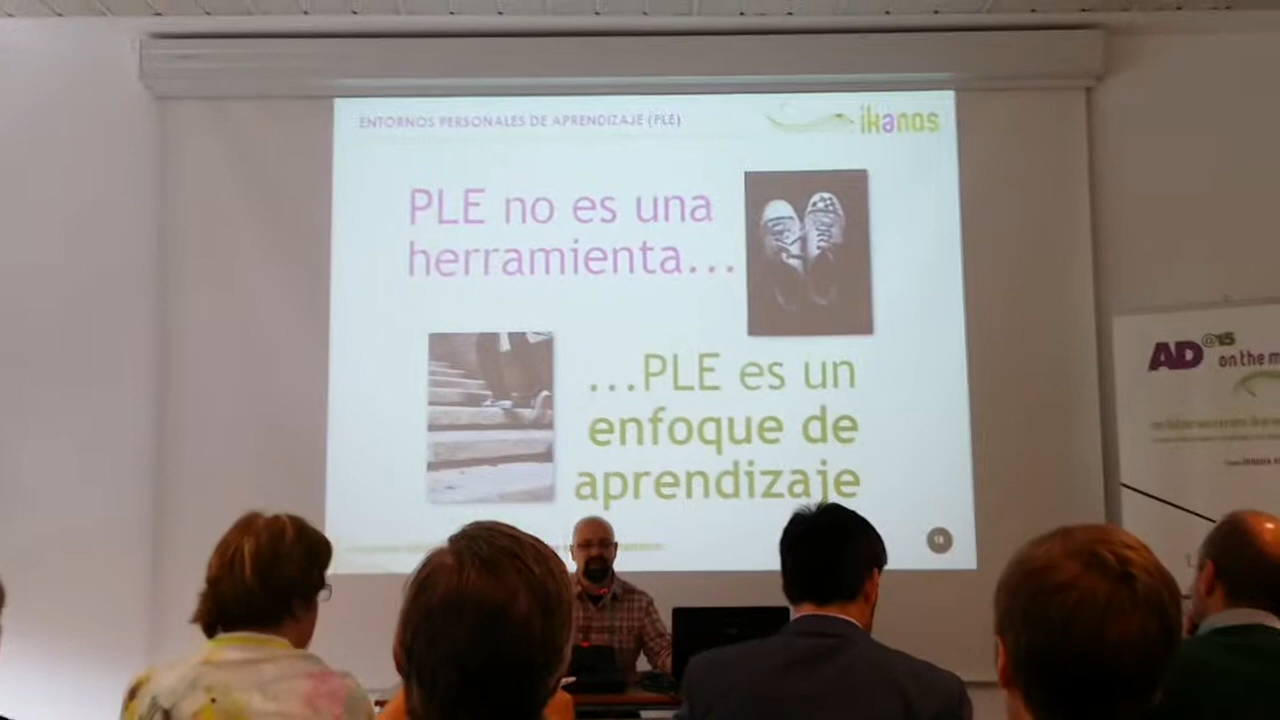 ENTORNOS PERSONALES DE APRENDIZAJE (PLE)
ikanos
PLE no es una
herramienta...
...PLE es un
enfoque de
aprendizaje
18
AD@15
on the m